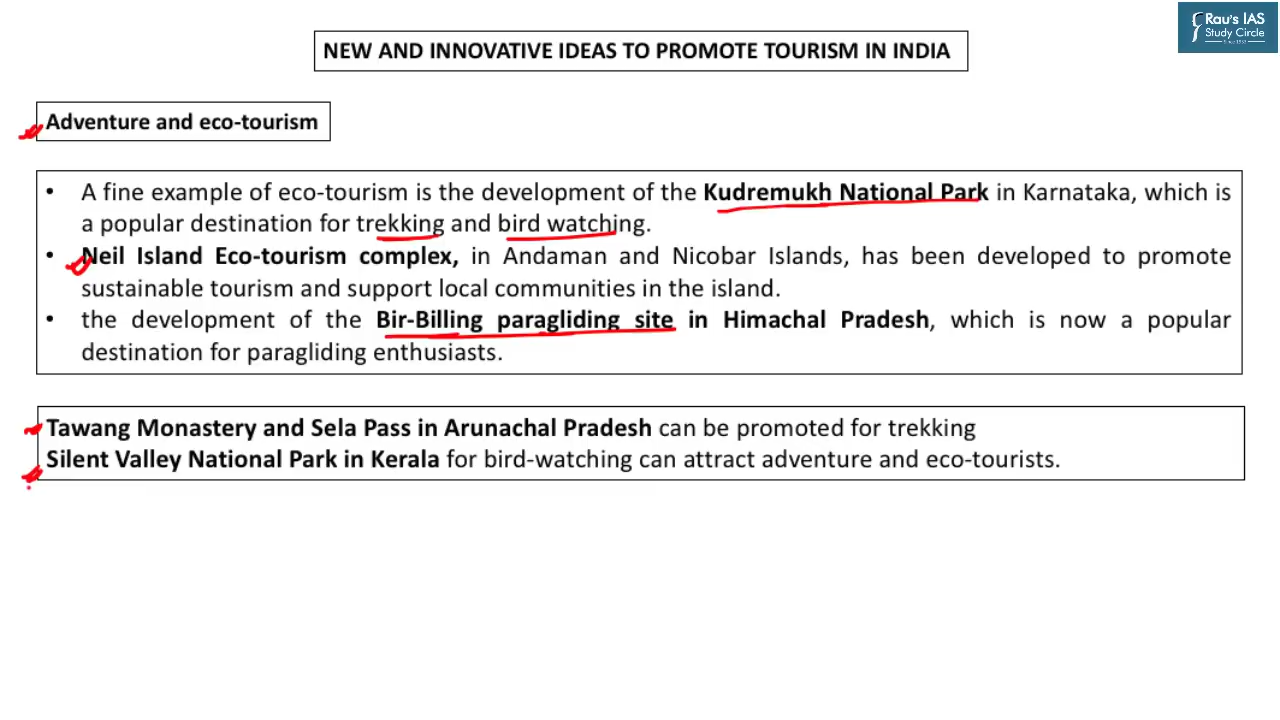 Rau's IAS
Study Circle
Since 1953
NEW AND INNOVATIVE IDEAS TO PROMOTE TOURISM IN INDIA
Adventure and eco-tourism
• A fine example of eco-tourism is the development of the Kudremukh National Park in Karnataka, which is
a popular destination for trekking and bird watching.
• Neil Island Eco-tourism complex, in Andaman and Nicobar Islands, has been developed to promote
sustainable tourism and support local communities in the island.
• the development of the Bir-Billing paragliding site in Himachal Pradesh, which is now a popular
destination for paragliding enthusiasts.
Tawang Monastery and Sela Pass in Arunachal Pradesh can be promoted for trekking
Silent Valley National Park in Kerala for bird-watching can attract adventure and eco-tourists.